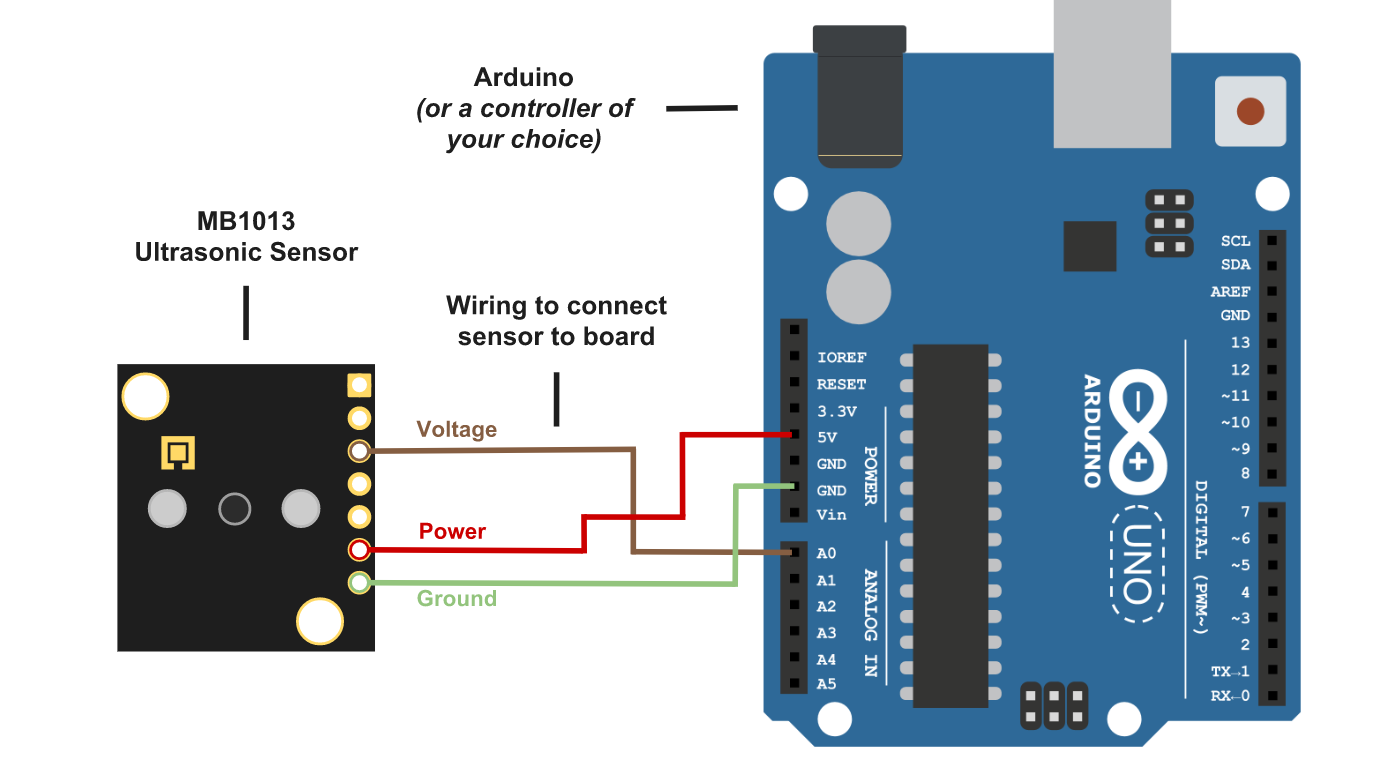 Arduino
(or a controller of
your choice)
MB1013
Ultrasonic Sensor
Wiring to connect
sensor to board
Voltage
Power
Ground
IOREF
RESET
3.3V
5V
GND
GND
Vin
POWER
A0
A1
A2
A3
A4
A5
ANALOG IN
ARDUINO
UNO
SCL
SDA
AREF
GND
13
12
~11
~10
~9
8
7
~6
~5
4
~3
2
TX→1
RX←0
DIGITAL (PWM~)